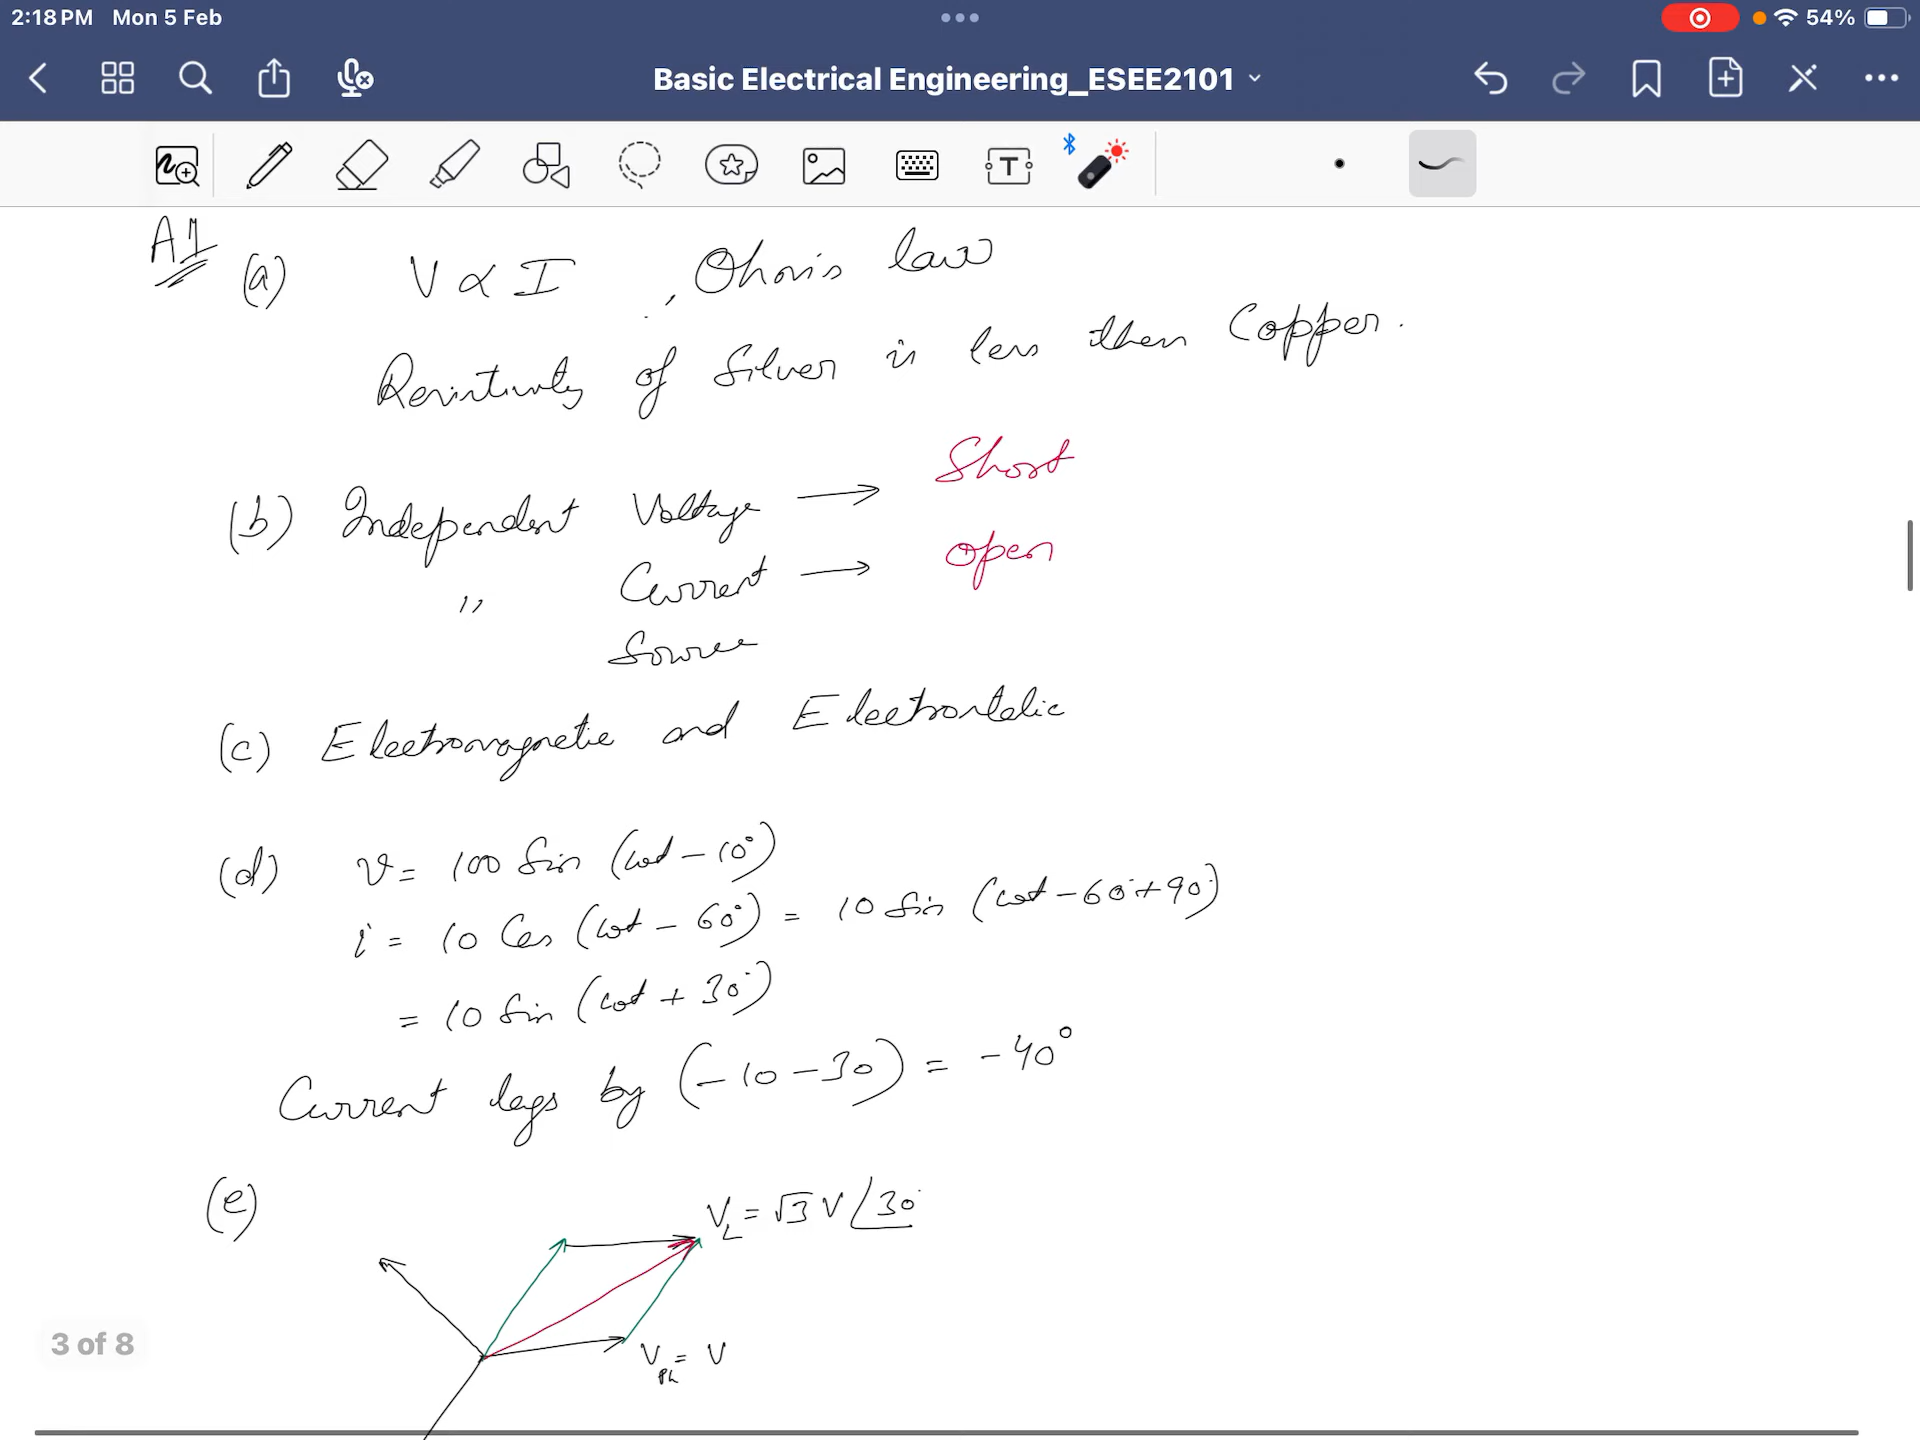 2:18 PM Mon 5 Feb
54%
Basic Electrical Engineering_ESEE2101
T
A1
(a) V ∝ I , Ohm's law
Resistivity of Silver is less then Copper.
(b) Independent Voltage → Short
" Current → open
Source
(c) Electromagnetic and Electrostatic
(d) v = 100 Sin (ωt − 10°)
i = 10 Cos (ωt − 60°) = 10 Sin (ωt − 60° + 90°)
= 10 Sin (ωt + 30°)
Current lags by (−10 − 30) = −40°
(e)
V_L = √3 V ∠30°
V_Ph = V
3 of 8